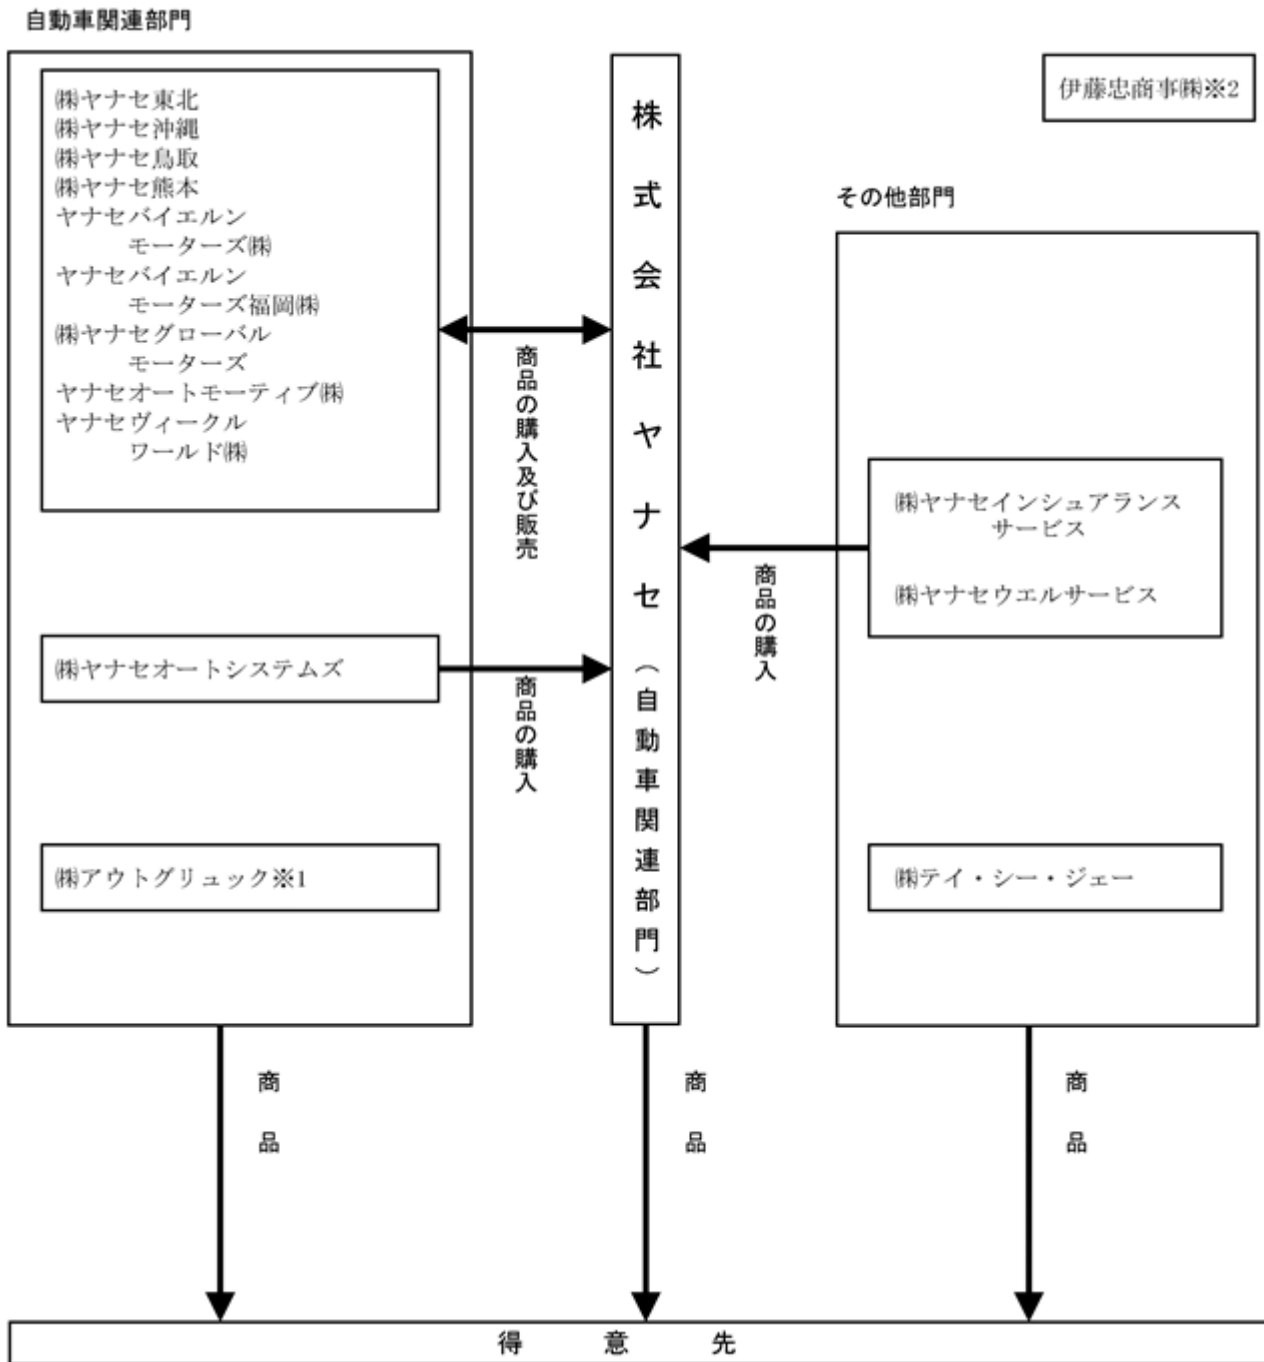 自動車関連部門
㈱ヤナセ東北
㈱ヤナセ沖縄
㈱ヤナセ鳥取
㈱ヤナセ熊本
ヤナセバイエルン
モーターズ㈱
ヤナセバイエルン
モーターズ福岡㈱
㈱ヤナセグローバル
モーターズ
ヤナセオートモーティブ㈱
ヤナセヴィークル
ワールド㈱
商品の購入及び販売
㈱ヤナセオートシステムズ
商品の購入
㈱アウトグリュック※1
株式会社ヤナセ(自動車関連部門)
伊藤忠商事㈱※2
その他部門
㈱ヤナセインシュアランス
サービス
㈱ヤナセウエルサービス
商品の購入
㈱テイ・シー・ジェー
商品
商品
商品
得意先